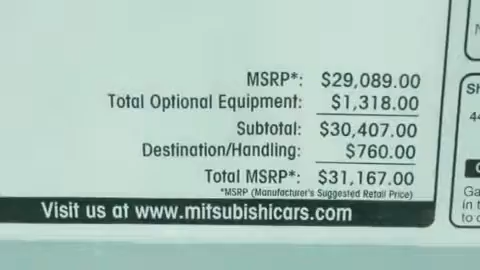 MSRP*: $29,089.00
Total Optional Equipment: $1,318.00
Subtotal: $30,407.00
Destination/Handling: $760.00
Total MSRP*: $31,167.00
*MSRP (Manufacturer's Suggested Retail Price)
Visit us at www.mitsubishicars.com